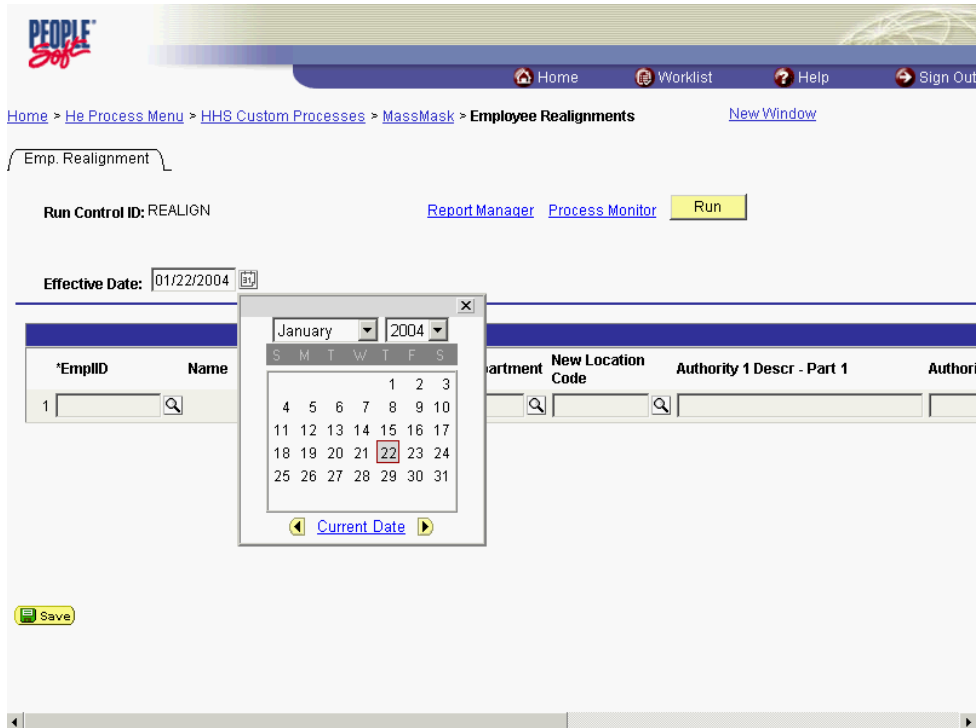 PEOPLE
Soft
Home Worklist Help Sign Out
Home > He Process Menu > HHS Custom Processes > MassMask > Employee Realignments New Window
Emp. Realignment
Run Control ID: REALIGN Report Manager Process Monitor Run
Effective Date: 01/22/2004 31
January 2004
S M T W T F S
1 2 3
4 5 6 7 8 9 10
11 12 13 14 15 16 17
18 19 20 21 22 23 24
25 26 27 28 29 30 31
Current Date
*EmplID Name artment New Location Code Authority 1 Descr - Part 1 Authori
1
Save